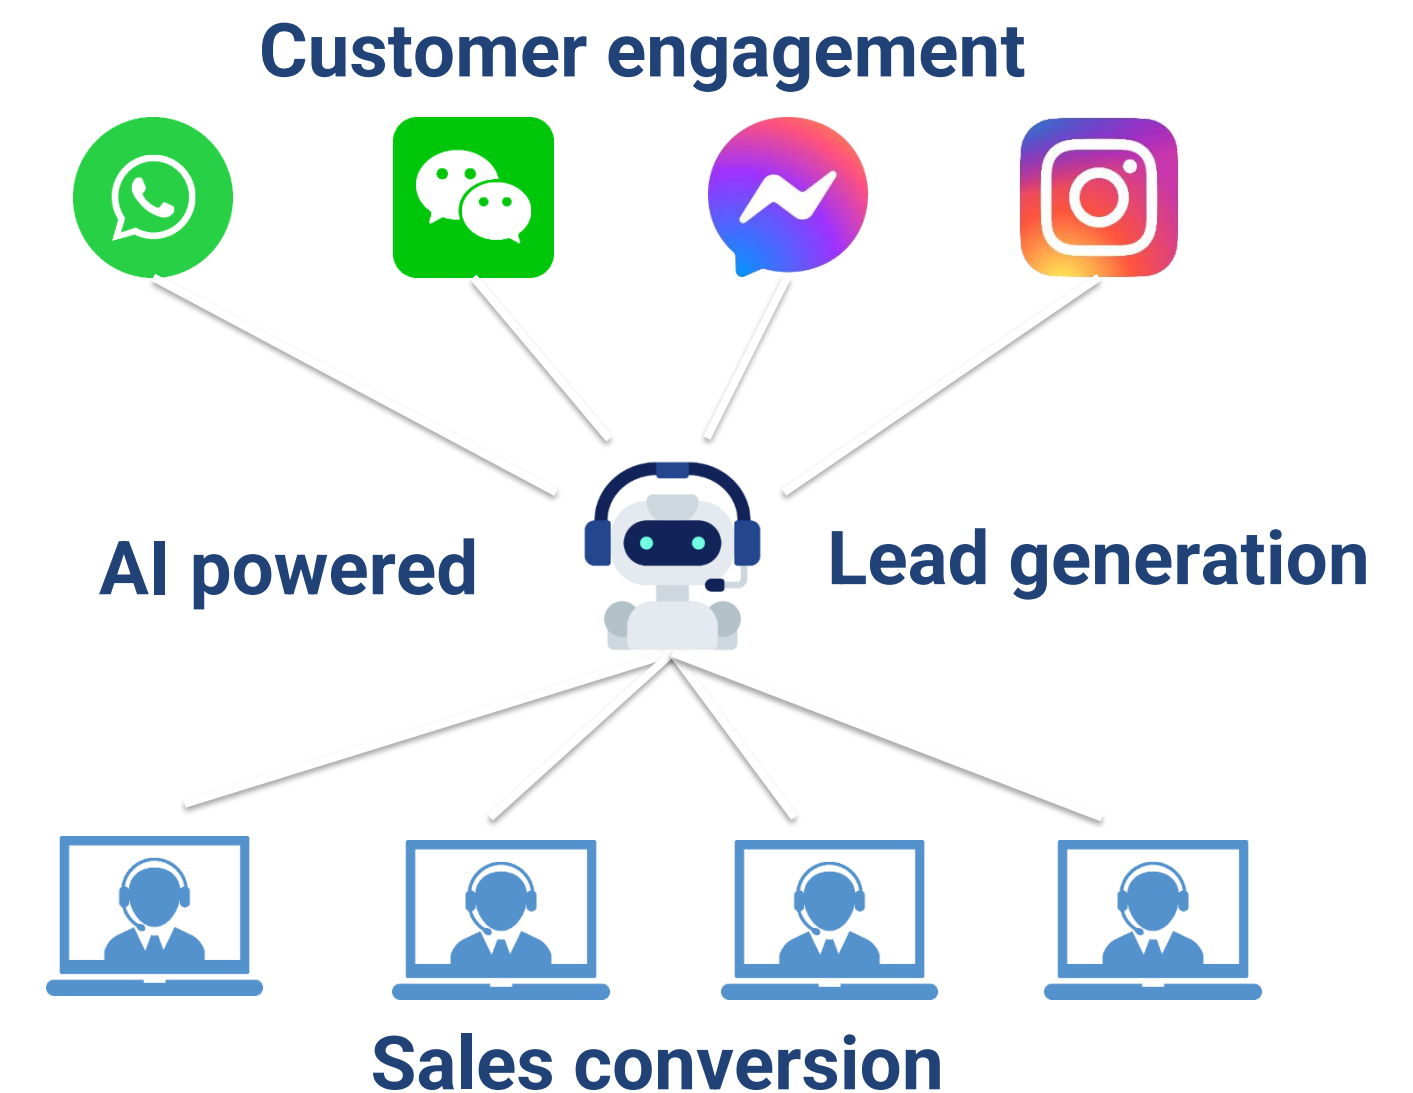 Customer engagement
AI powered
Lead generation
Sales conversion